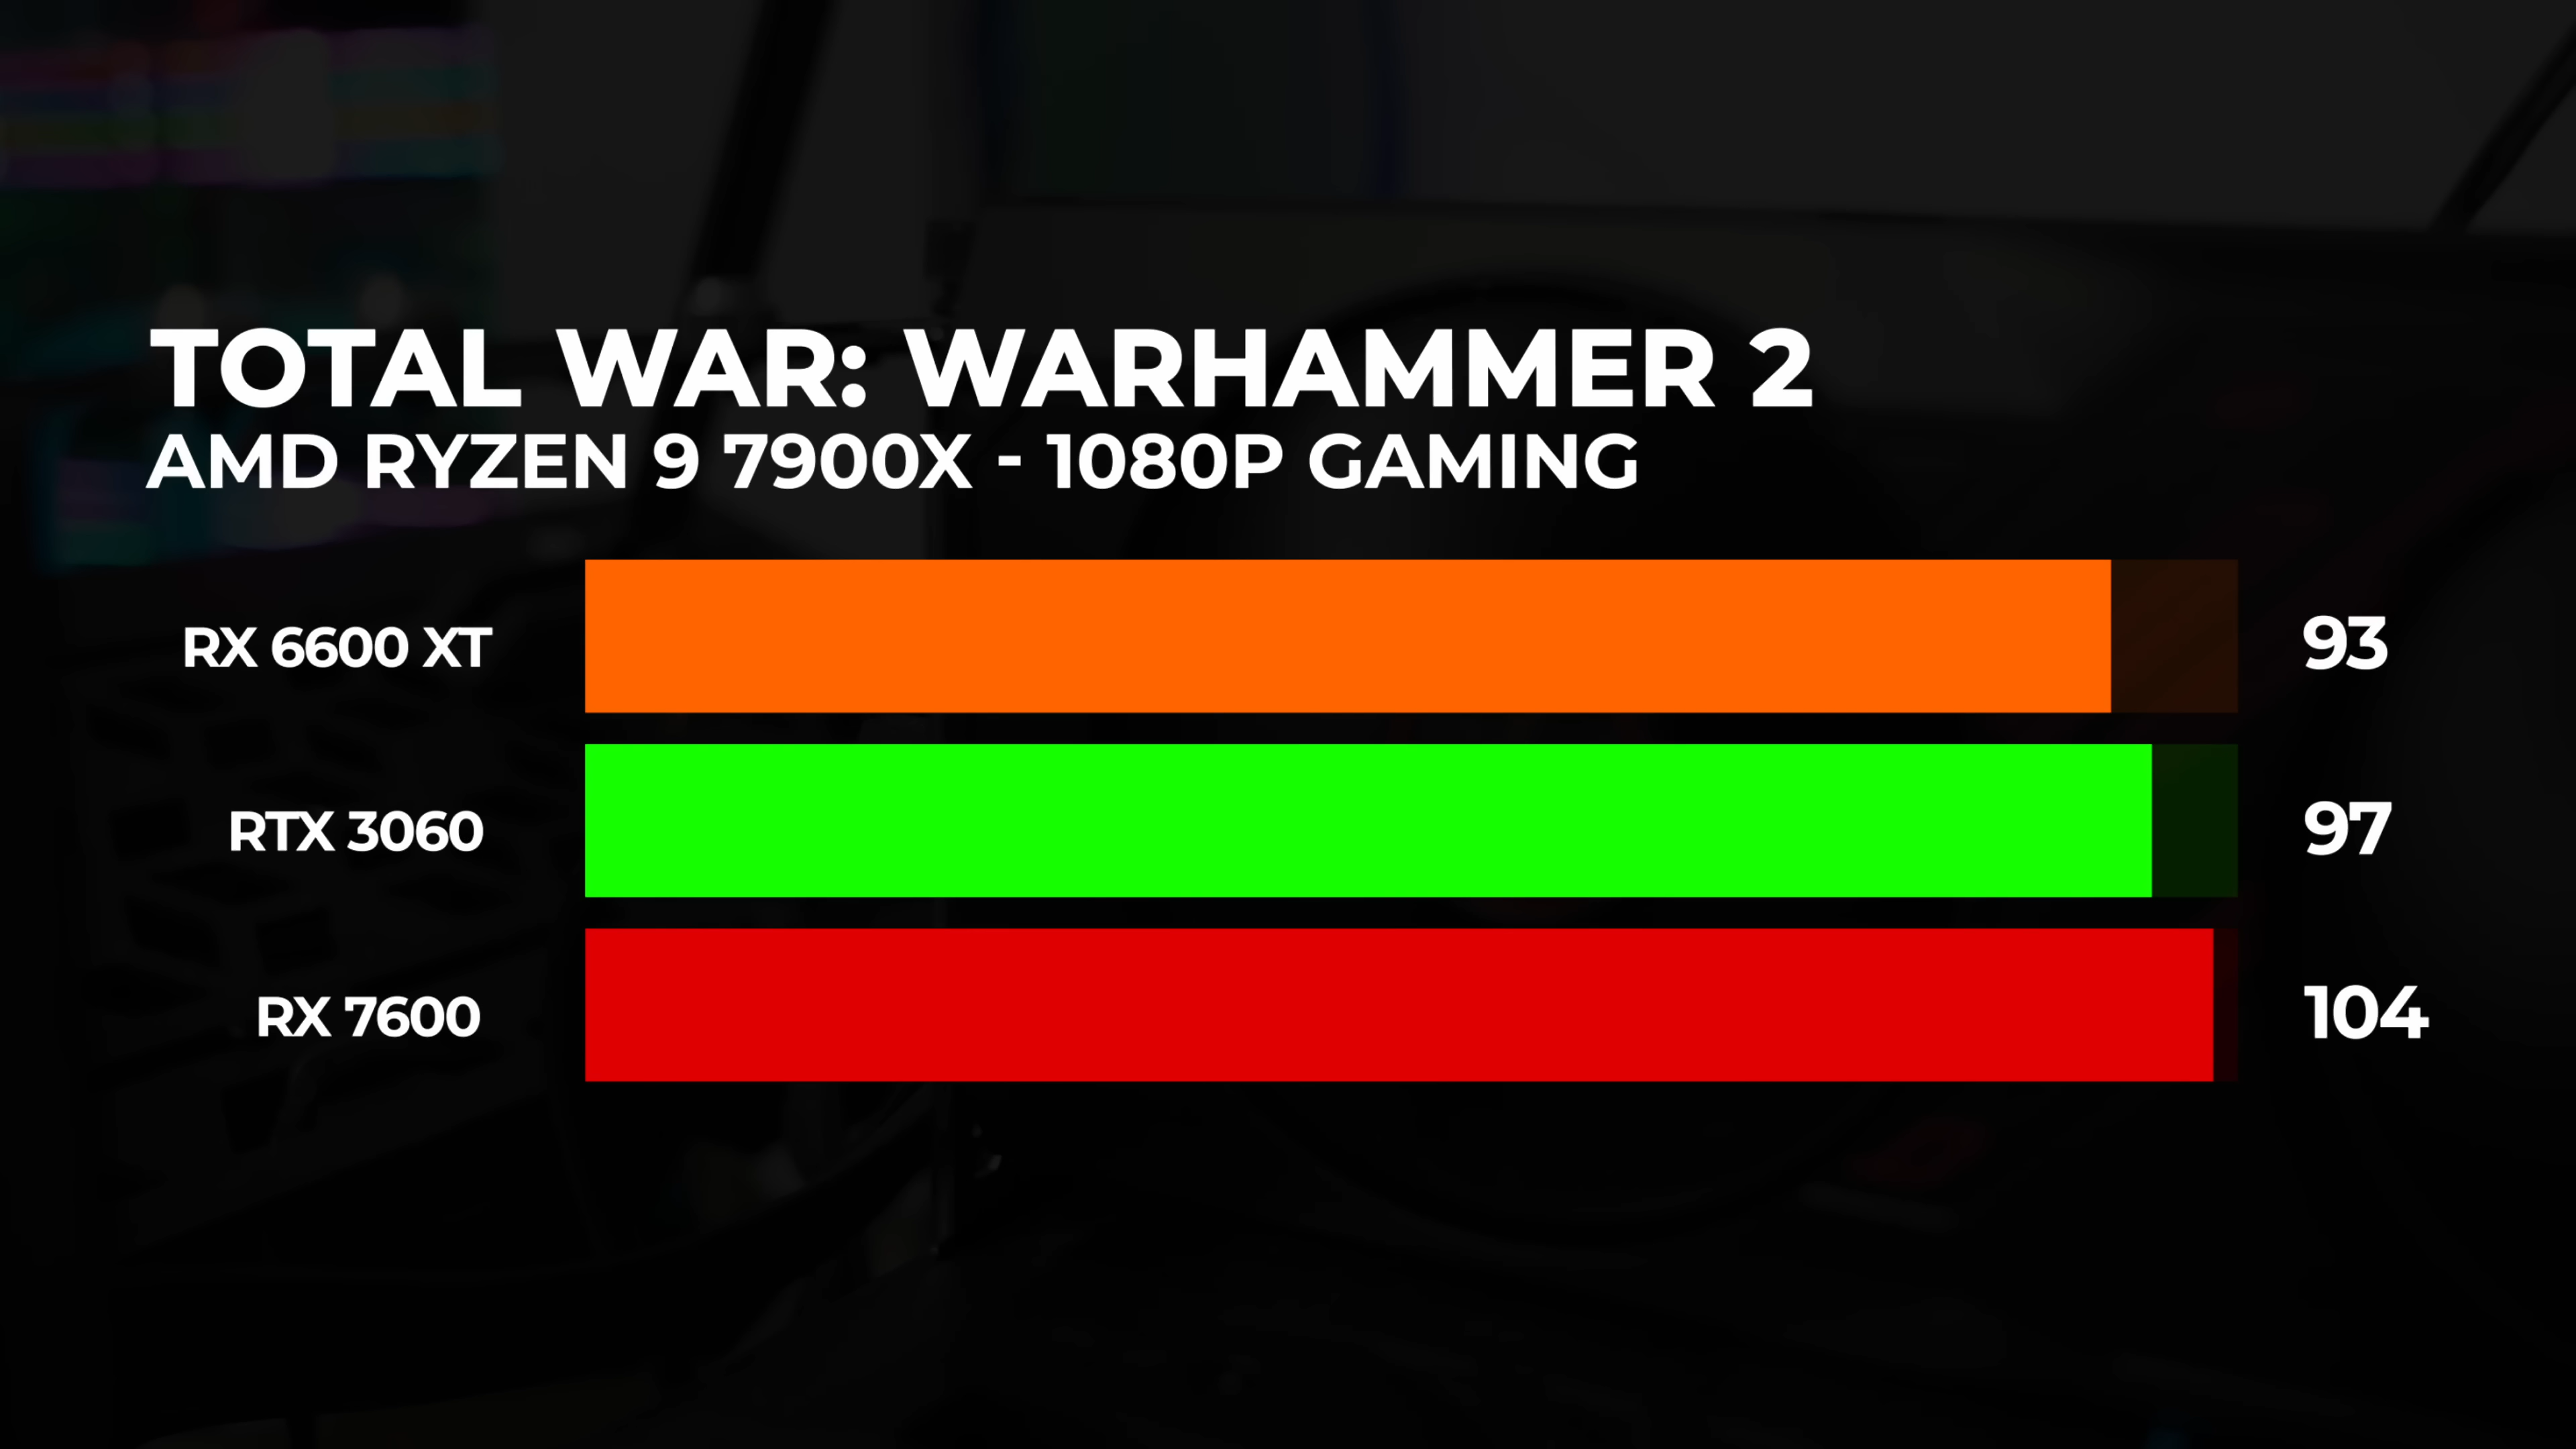 TOTAL WAR: WARHAMMER 2
AMD RYZEN 9 7900X - 1080P GAMING
RX 6600 XT 93
RTX 3060 97
RX 7600 104